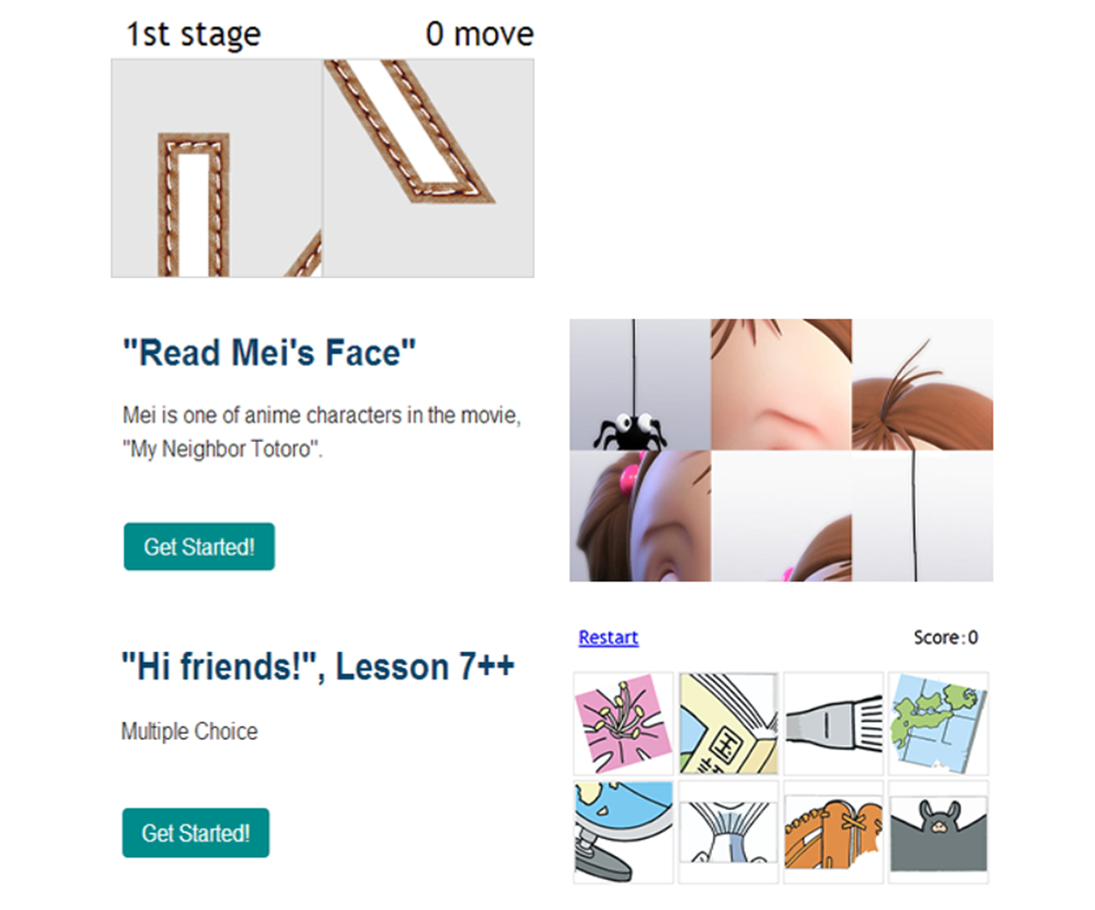 1st stage 0 move
"Read Mei's Face"
Mei is one of anime characters in the movie,
"My Neighbor Totoro".
Get Started!
Restart Score:0
"Hi friends!", Lesson 7++
Multiple Choice
Get Started!